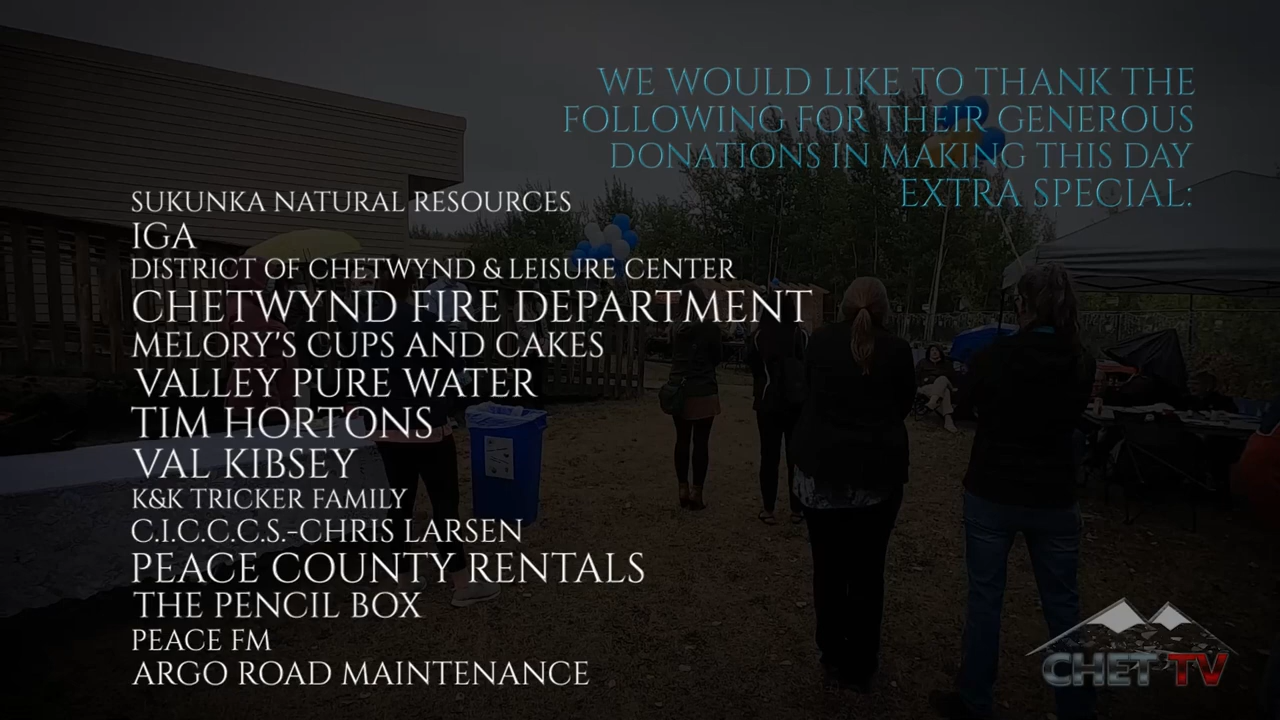 WE WOULD LIKE TO THANK THE
FOLLOWING FOR THEIR GENEROUS
DONATIONS IN MAKING THIS DAY
EXTRA SPECIAL:
SUKUNKA NATURAL RESOURCES
IGA
DISTRICT OF CHETWYND & LEISURE CENTER
CHETWYND FIRE DEPARTMENT
MELORY'S CUPS AND CAKES
VALLEY PURE WATER
TIM HORTONS
VAL KIBSEY
K&K TRICKER FAMILY
C.I.C.C.C.S.-CHRIS LARSEN
PEACE COUNTY RENTALS
THE PENCIL BOX
PEACE FM
ARGO ROAD MAINTENANCE
CHET TV